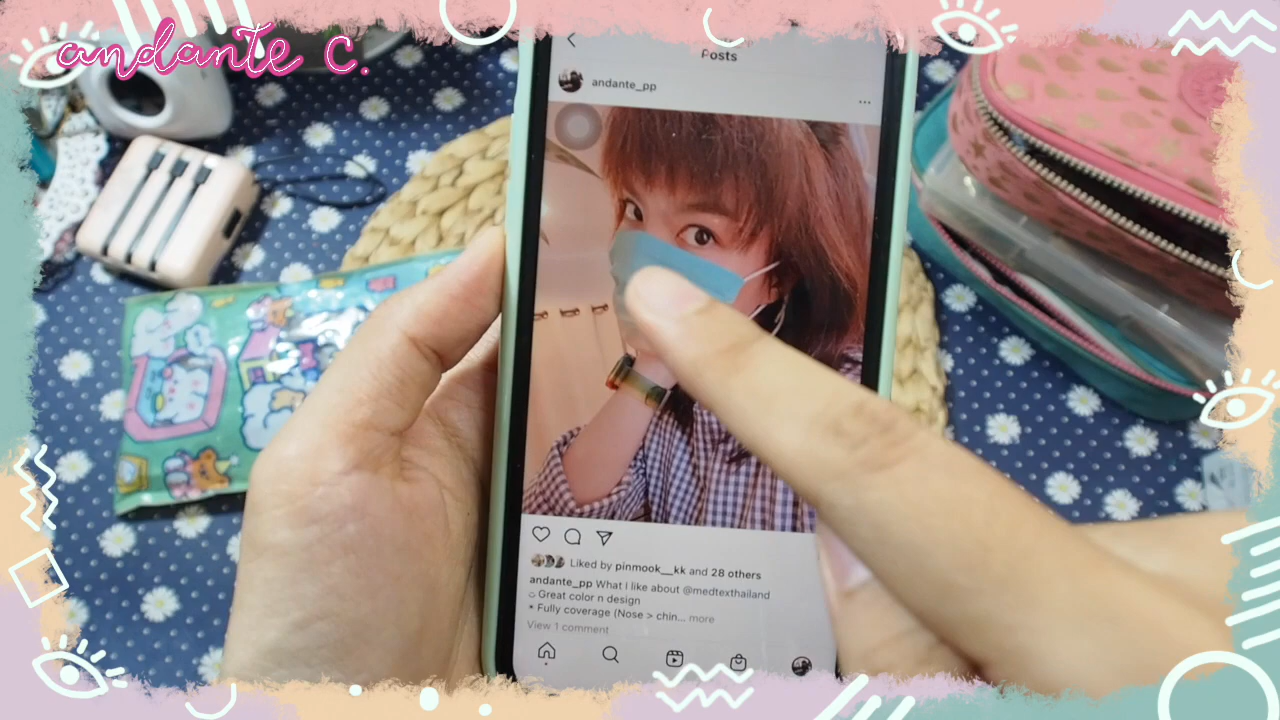 andante c.
Posts
andante_pp
Liked by pinmook__kk and 28 others
andante_pp What I like about @medtexthailand
Great color n design
* Fully coverage (Nose > chin... more
View 1 comment